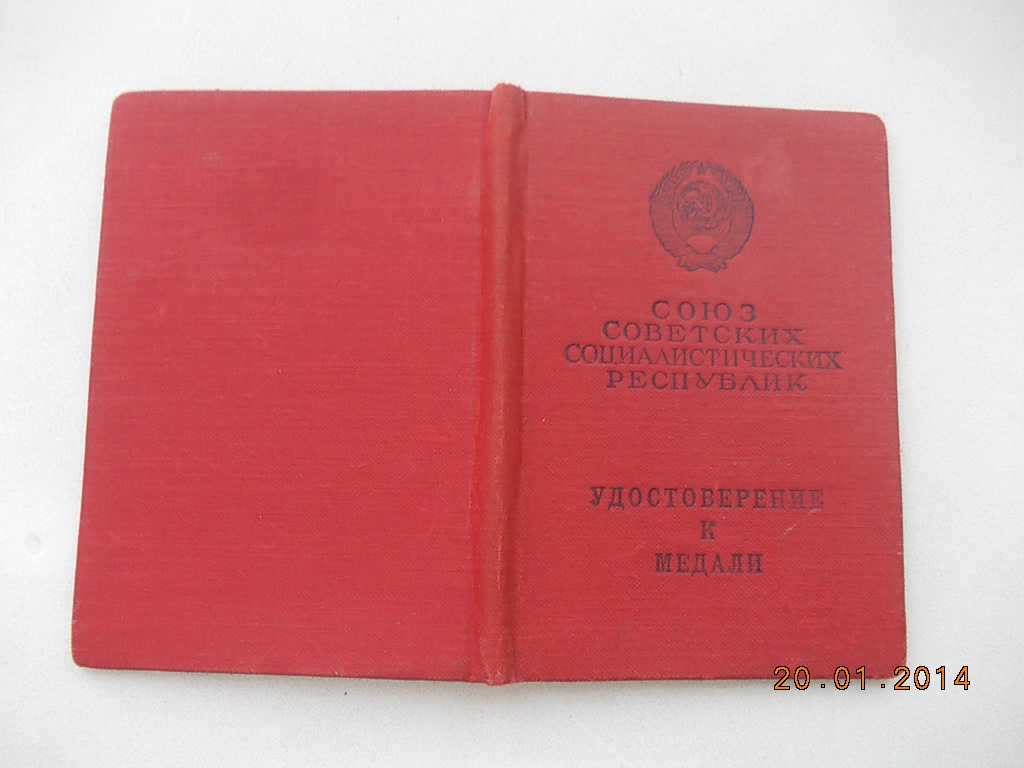 СОЮЗ
СОВЕТСКИХ
СОЦИАЛИСТИЧЕСКИХ
РЕСПУБЛИК
УДОСТОВЕРЕНИЕ
К
МЕДАЛИ
20.01.2014